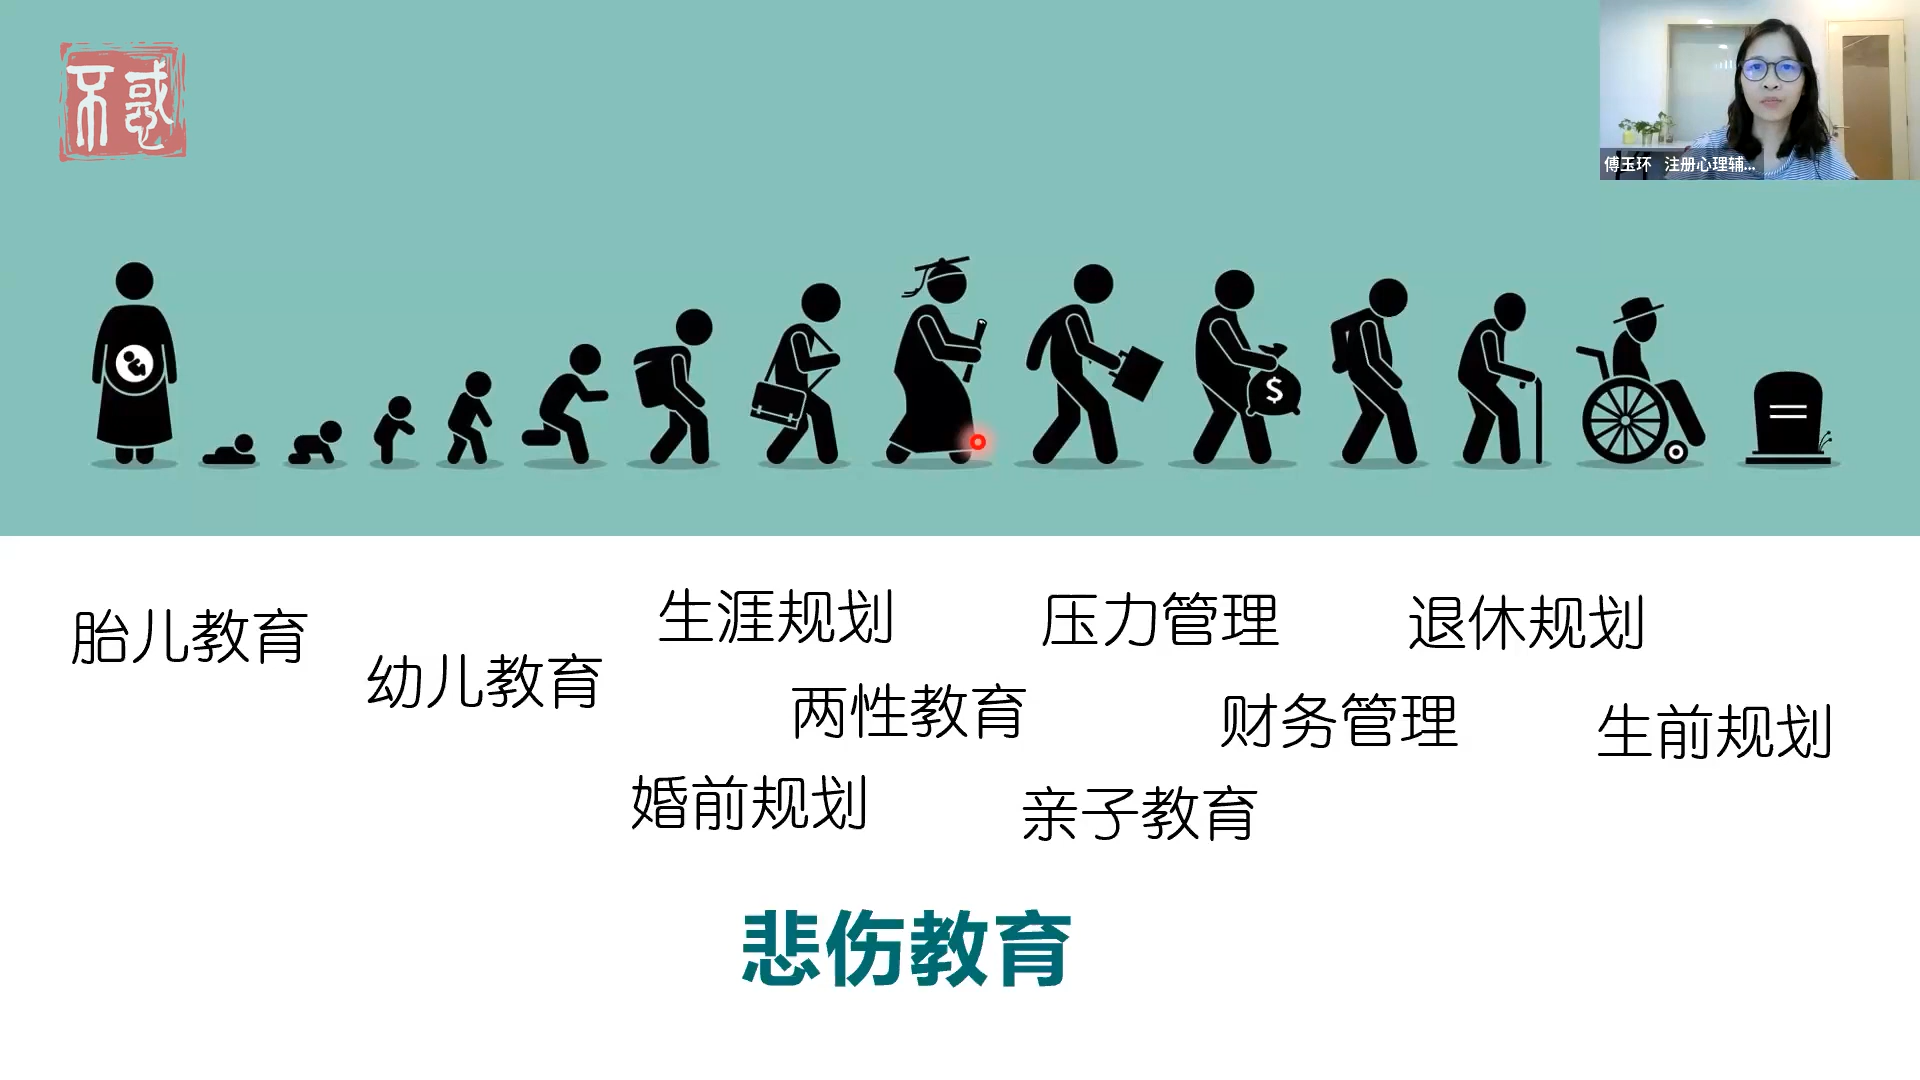 不惑
傅玉环 注册心理辅...
$
胎儿教育
幼儿教育
生涯规划
压力管理
退休规划
两性教育
财务管理
生前规划
婚前规划
亲子教育
悲伤教育